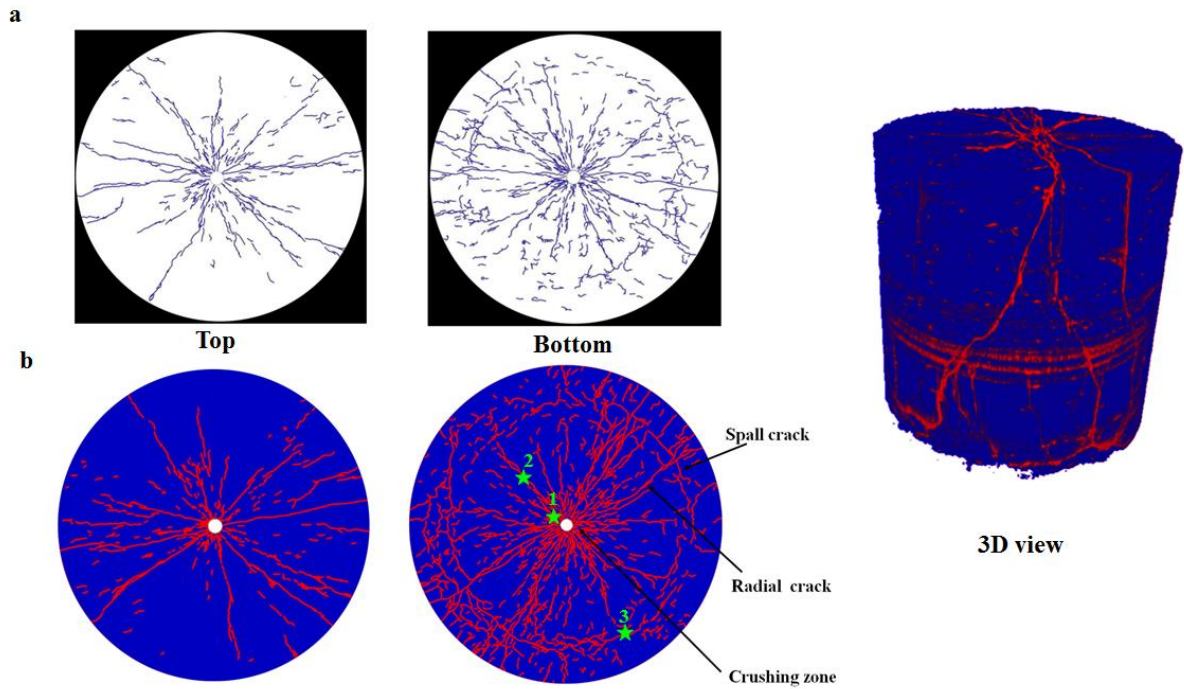 a
Top
Bottom
b
Spall crack
2
1
3D view
Radial crack
3
Crushing zone